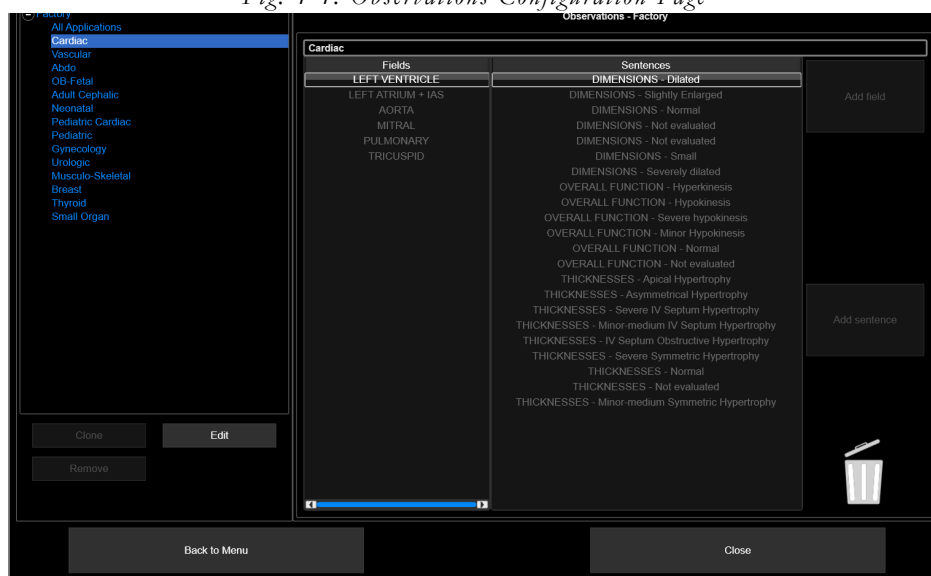 Fig. 4-4: Observations Configuration Page
Factory
Observations - Factory
All Applications
Cardiac
Vascular
Abdo
OB-Fetal
Adult Cephalic
Neonatal
Pediatric Cardiac
Pediatric
Gynecology
Urologic
Musculo-Skeletal
Breast
Thyroid
Small Organ
Clone
Edit
Remove
Cardiac
Fields
LEFT VENTRICLE
LEFT ATRIUM + IAS
AORTA
MITRAL
PULMONARY
TRICUSPID
Sentences
DIMENSIONS - Dilated
DIMENSIONS - Slightly Enlarged
DIMENSIONS - Normal
DIMENSIONS - Not evaluated
DIMENSIONS - Not evaluated
DIMENSIONS - Small
DIMENSIONS - Severely dilated
OVERALL FUNCTION - Hyperkinesis
OVERALL FUNCTION - Hypokinesis
OVERALL FUNCTION - Severe hypokinesis
OVERALL FUNCTION - Minor Hypokinesis
OVERALL FUNCTION - Normal
OVERALL FUNCTION - Not evaluated
THICKNESSES - Apical Hypertrophy
THICKNESSES - Asymmetrical Hypertrophy
THICKNESSES - Severe IV Septum Hypertrophy
THICKNESSES - Minor-medium IV Septum Hypertrophy
THICKNESSES - IV Septum Obstructive Hypertrophy
THICKNESSES - Severe Symmetric Hypertrophy
THICKNESSES - Normal
THICKNESSES - Not evaluated
THICKNESSES - Minor-medium Symmetric Hypertrophy
Add field
Add sentence
Back to Menu
Close